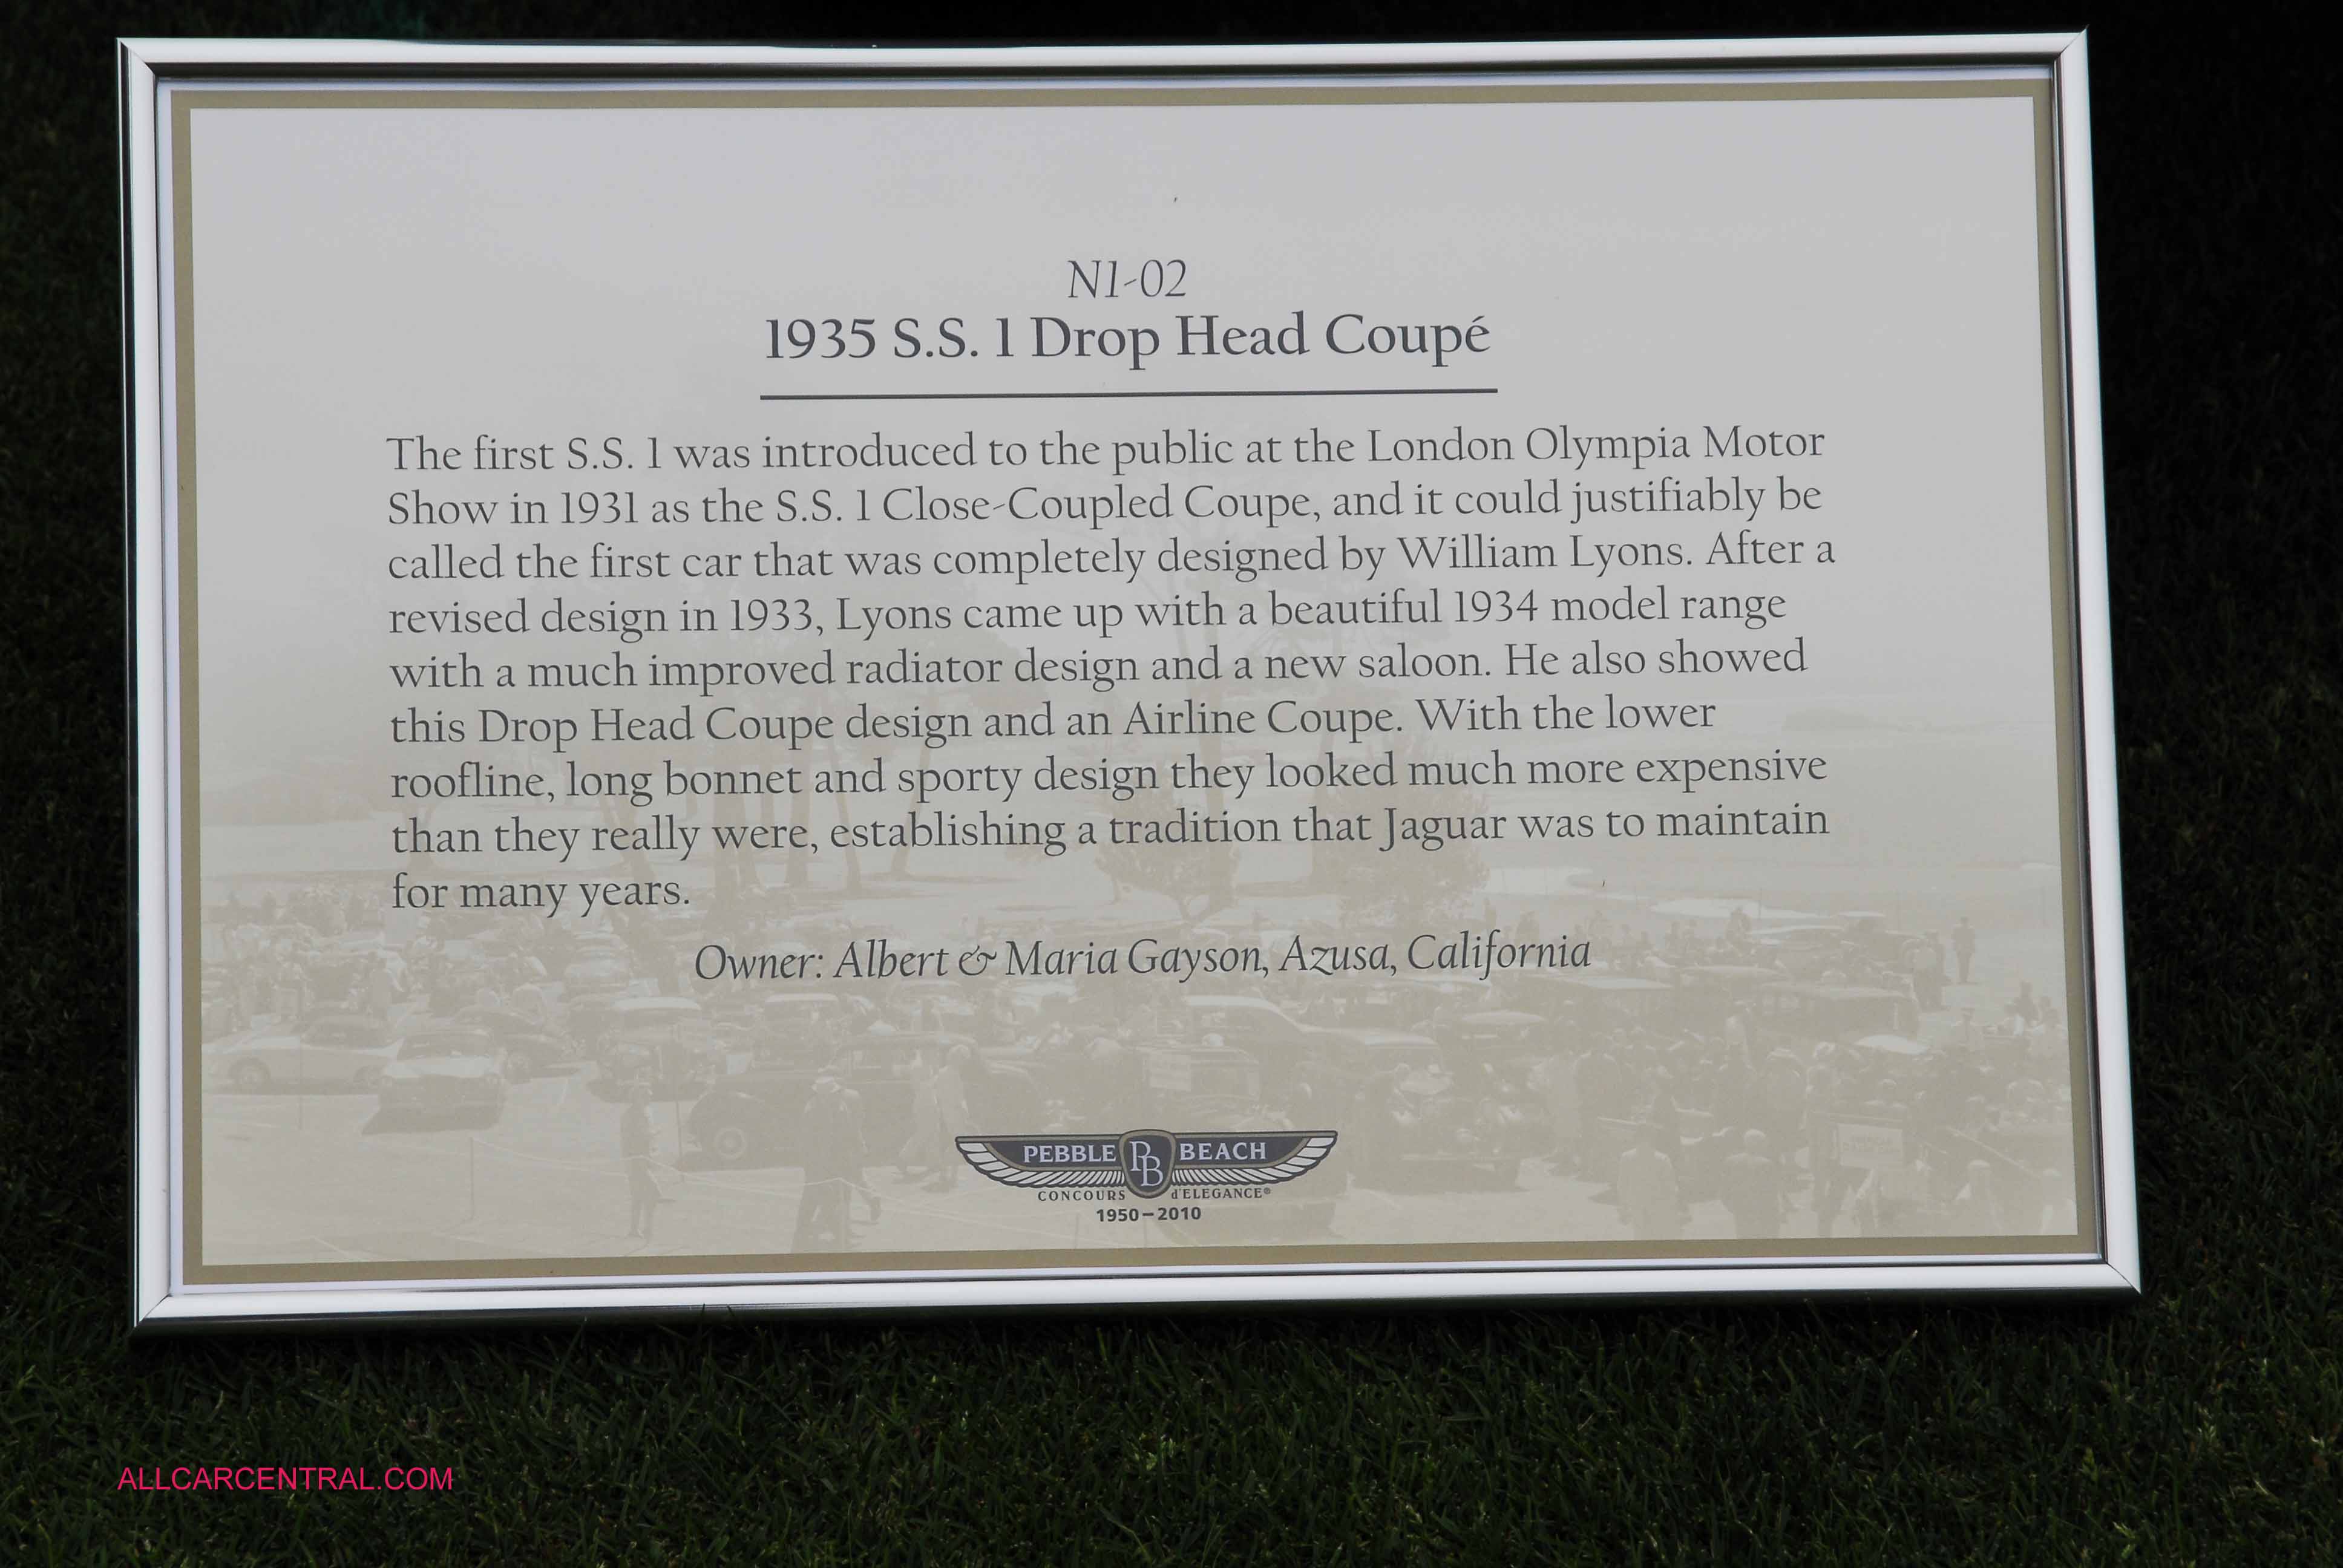 N1-02
1935 S.S. 1 Drop Head Coupé
The first S.S. 1 was introduced to the public at the London Olympia Motor
Show in 1931 as the S.S. 1 Close-Coupled Coupe, and it could justifiably be
called the first car that was completely designed by William Lyons. After a
revised design in 1933, Lyons came up with a beautiful 1934 model range
with a much improved radiator design and a new saloon. He also showed
this Drop Head Coupe design and an Airline Coupe. With the lower
roofline, long bonnet and sporty design they looked much more expensive
than they really were, establishing a tradition that Jaguar was to maintain
for many years.
Owner: Albert & Maria Gayson, Azusa, California
PEBBLE PB BEACH
CONCOURS d'ELEGANCE®
1950-2010
ALLCARCENTRAL.COM